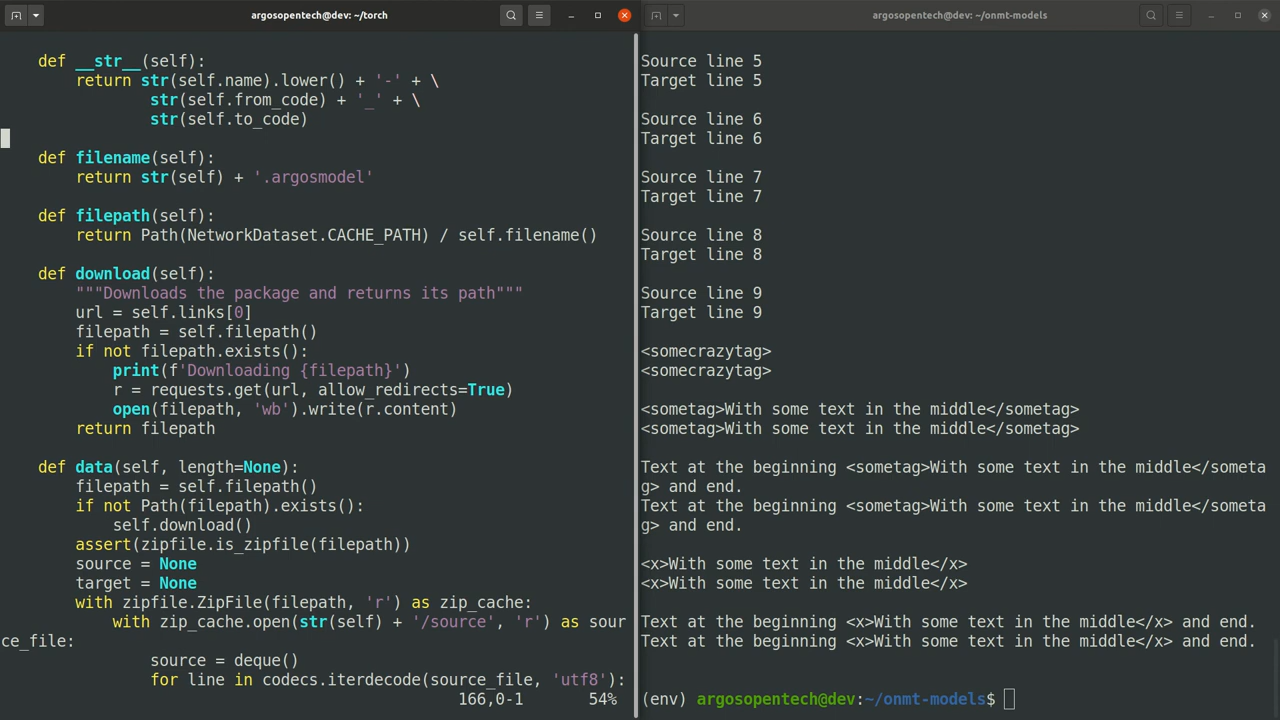 argosopentech@dev: ~/torch
def __str__(self):
return str(self.name).lower() + '-' + \
str(self.from_code) + '_' + \
str(self.to_code)
def filename(self):
return str(self) + '.argosmodel'
def filepath(self):
return Path(NetworkDataset.CACHE_PATH) / self.filename()
def download(self):
"""Downloads the package and returns its path"""
url = self.links[0]
filepath = self.filepath()
if not filepath.exists():
print(f'Downloading {filepath}')
r = requests.get(url, allow_redirects=True)
open(filepath, 'wb').write(r.content)
return filepath
def data(self, length=None):
filepath = self.filepath()
if not Path(filepath).exists():
self.download()
assert(zipfile.is_zipfile(filepath))
source = None
target = None
with zipfile.ZipFile(filepath, 'r') as zip_cache:
with zip_cache.open(str(self) + '/source', 'r') as sour
ce_file:
source = deque()
for line in codecs.iterdecode(source_file, 'utf8'):
166,0-1 54%
argosopentech@dev: ~/onmt-models
Source line 5
Target line 5
Source line 6
Target line 6
Source line 7
Target line 7
Source line 8
Target line 8
Source line 9
Target line 9
<somecrazytag>
<somecrazytag>
<sometag>With some text in the middle</sometag>
<sometag>With some text in the middle</sometag>
Text at the beginning <sometag>With some text in the middle</someta
g> and end.
Text at the beginning <sometag>With some text in the middle</someta
g> and end.
<x>With some text in the middle</x>
<x>With some text in the middle</x>
Text at the beginning <x>With some text in the middle</x> and end.
Text at the beginning <x>With some text in the middle</x> and end.
(env) argosopentech@dev:~/onmt-models$